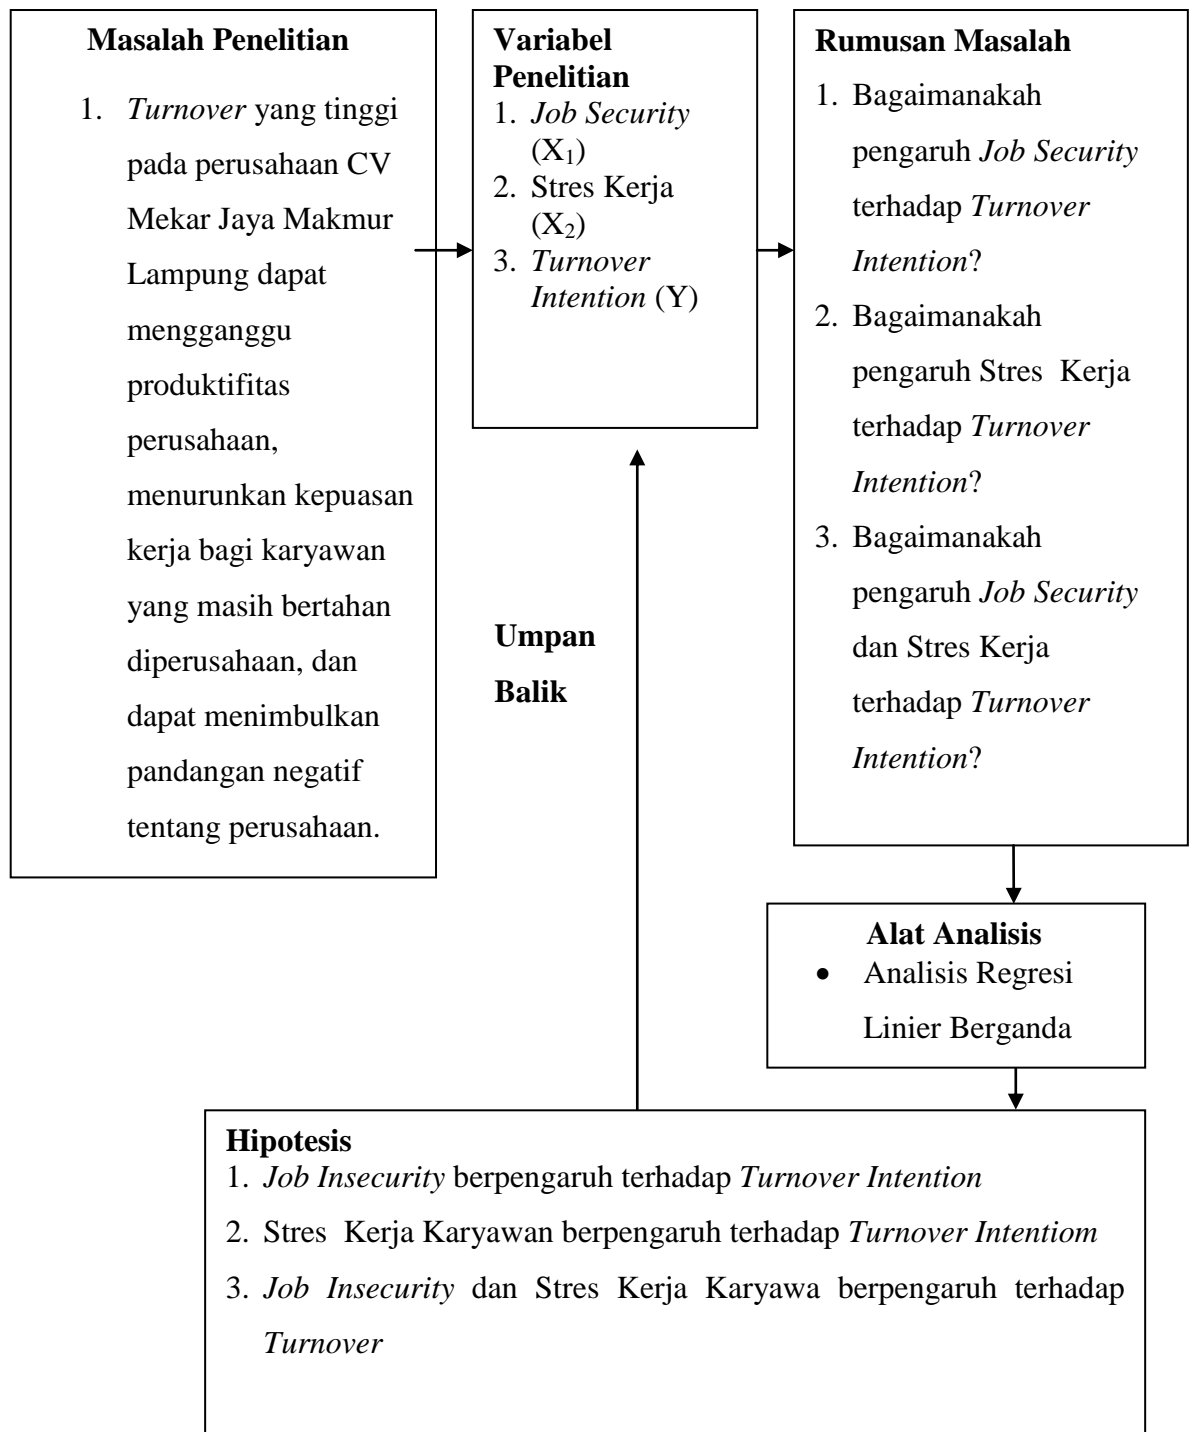 Masalah Penelitian
1. Turnover yang tinggi
pada perusahaan CV
Mekar Jaya Makmur
Lampung dapat
mengganggu
produktifitas
perusahaan,
menurunkan kepuasan
kerja bagi karyawan
yang masih bertahan
diperusahaan, dan
dapat menimbulkan
pandangan negatif
tentang perusahaan.
Variabel
Penelitian
1. Job Security
(X₁)
2. Stres Kerja
(X₂)
3. Turnover
Intention (Y)
Rumusan Masalah
1. Bagaimanakah
pengaruh Job Security
terhadap Turnover
Intention?
2. Bagaimanakah
pengaruh Stres Kerja
terhadap Turnover
Intention?
3. Bagaimanakah
pengaruh Job Security
dan Stres Kerja
terhadap Turnover
Intention?
Umpan
Balik
Alat Analisis
• Analisis Regresi
Linier Berganda
Hipotesis
1. Job Insecurity berpengaruh terhadap Turnover Intention
2. Stres Kerja Karyawan berpengaruh terhadap Turnover Intentiom
3. Job Insecurity dan Stres Kerja Karyawa berpengaruh terhadap
Turnover